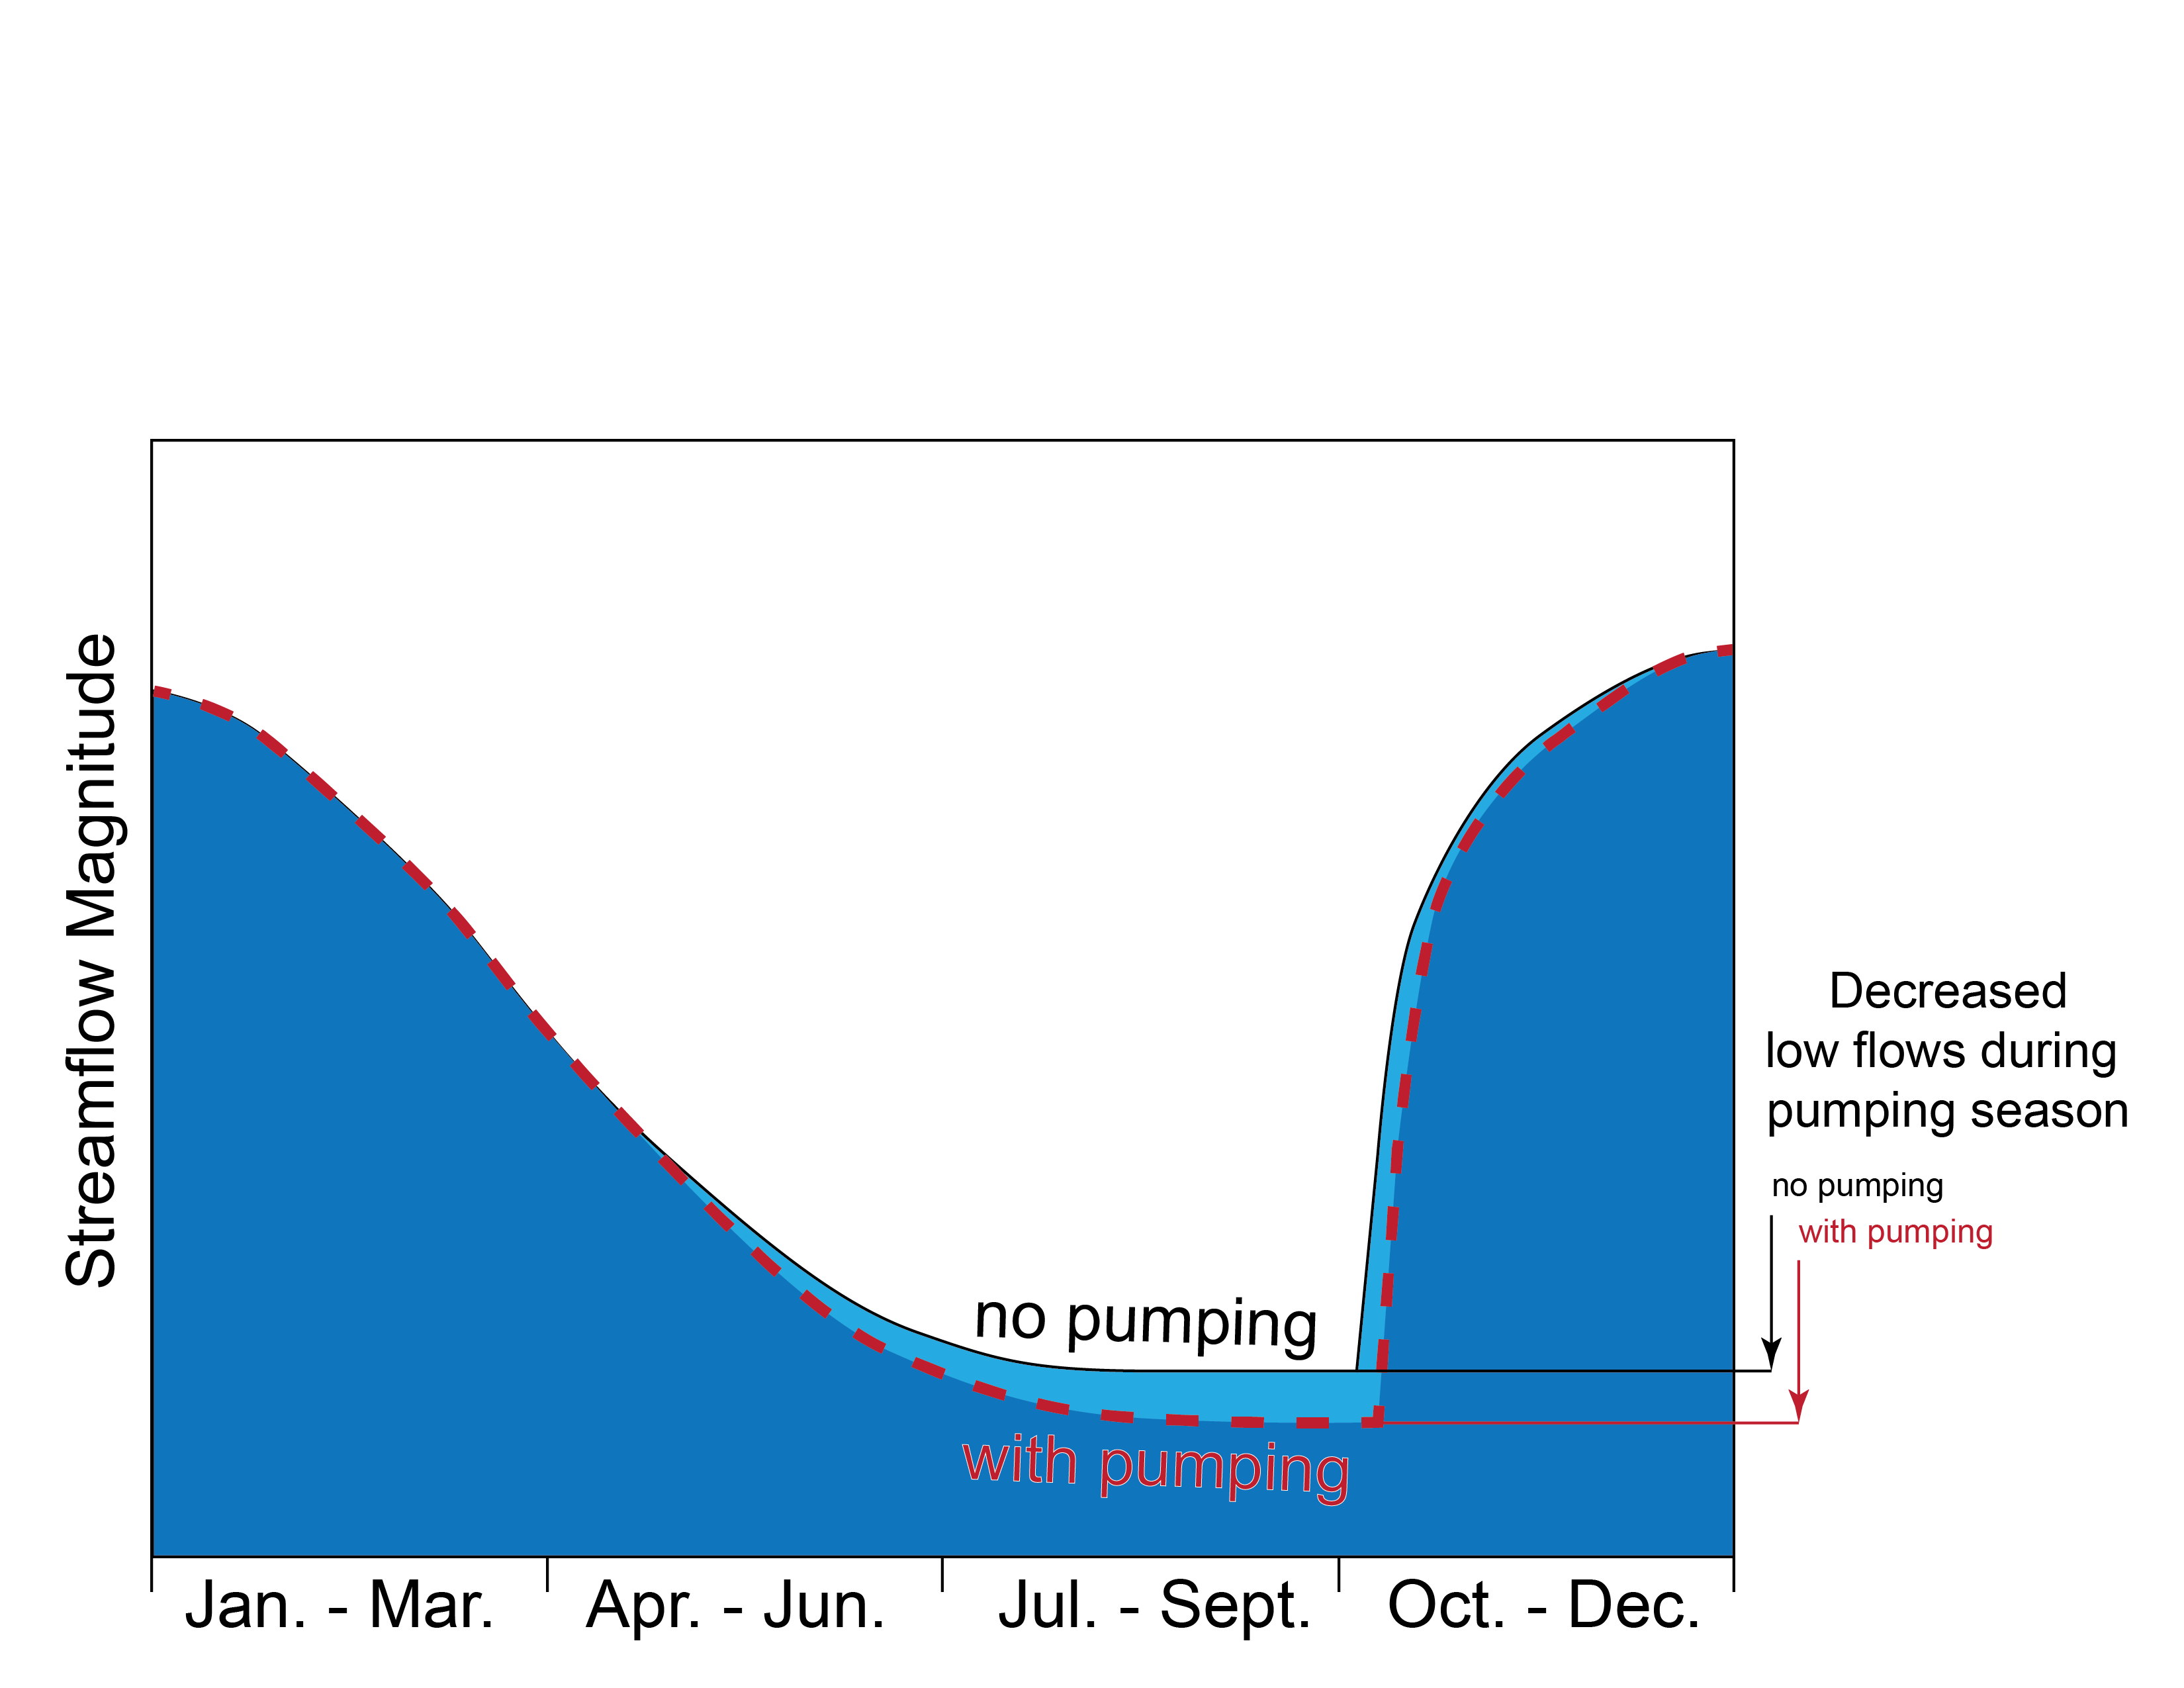 Streamflow Magnitude
no pumping
with pumping
Decreased
low flows during
pumping season
no pumping
with pumping
Jan. - Mar.
Apr. - Jun.
Jul. - Sept.
Oct. - Dec.